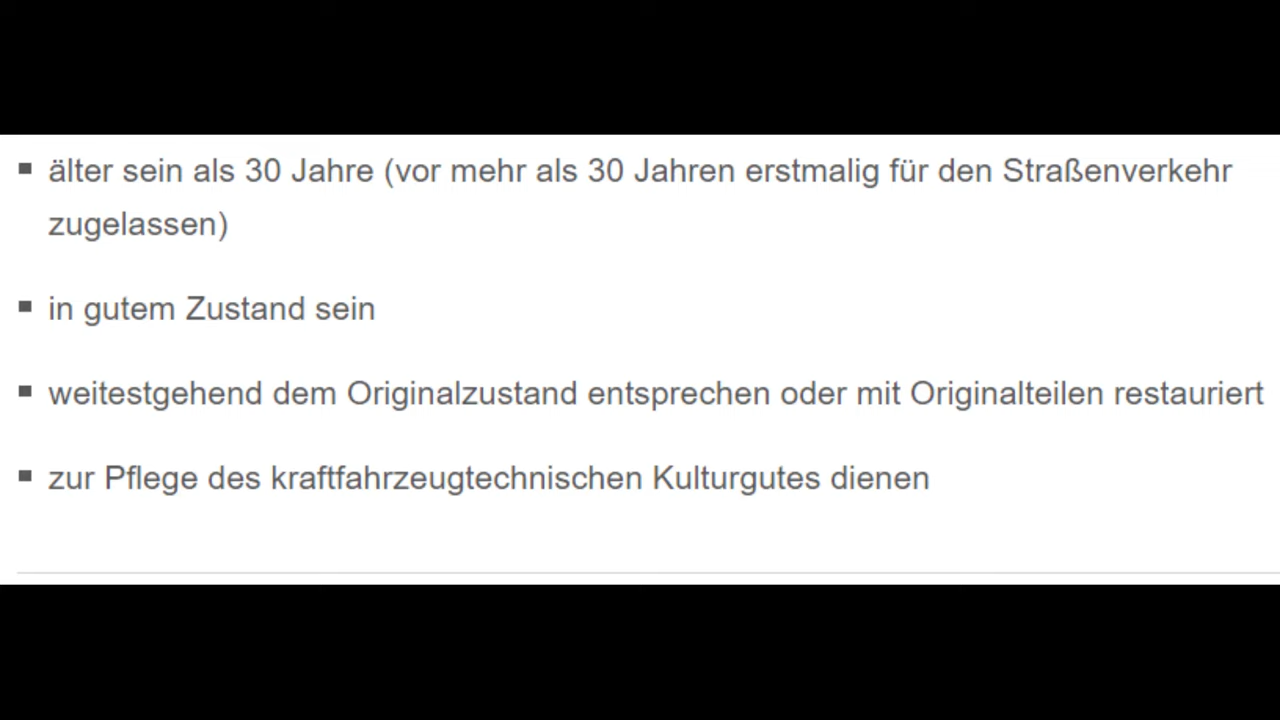 ▪ älter sein als 30 Jahre (vor mehr als 30 Jahren erstmalig für den Straßenverkehr
zugelassen)
▪ in gutem Zustand sein
▪ weitestgehend dem Originalzustand entsprechen oder mit Originalteilen restauriert
▪ zur Pflege des kraftfahrzeugtechnischen Kulturgutes dienen